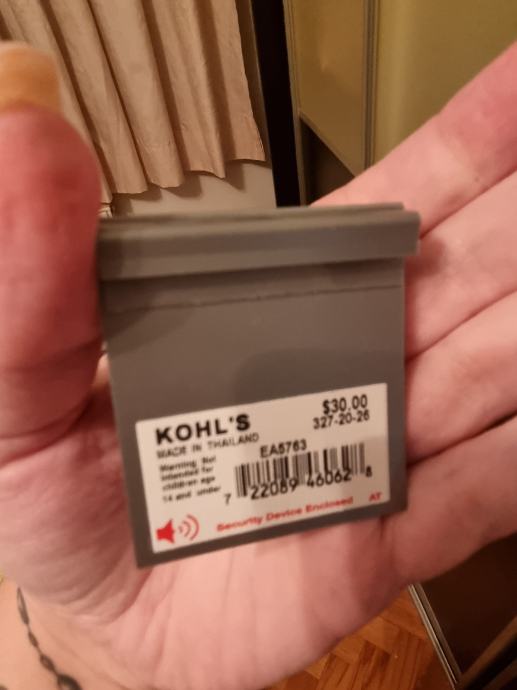 KOHL'S
$30.00
MADE IN THAILAND
327-20-26
EA5763
Warning Not
intended for
children age
14 and under
7 22089 46062 8
Security Device Enclosed AT